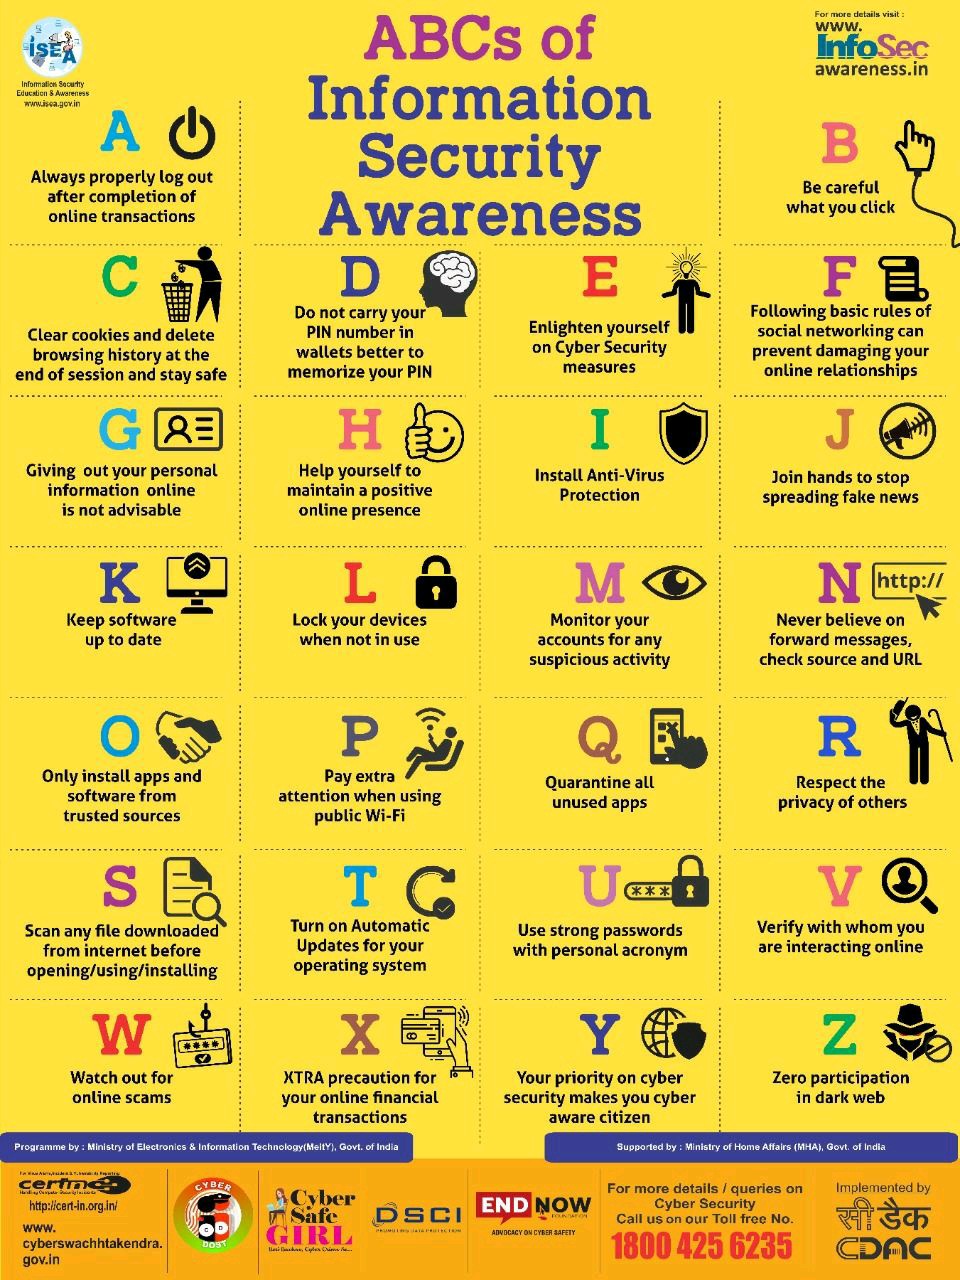 iSEA
Information Security
Education & Awareness
www.isea.gov.in
ABCs of
Information
Security
Awareness
For more details visit :
www.
InfoSec
awareness.in
A
Always properly log out
after completion of
online transactions
B
Be careful
what you click
C
Clear cookies and delete
browsing history at the
end of session and stay safe
D
Do not carry your
PIN number in
wallets better to
memorize your PIN
E
Enlighten yourself
on Cyber Security
measures
F
Following basic rules of
social networking can
prevent damaging your
online relationships
G
Giving out your personal
information online
is not advisable
H
Help yourself to
maintain a positive
online presence
I
Install Anti-Virus
Protection
J
Join hands to stop
spreading fake news
K
Keep software
up to date
L
Lock your devices
when not in use
M
Monitor your
accounts for any
suspicious activity
N
http://
Never believe on
forward messages,
check source and URL
O
Only install apps and
software from
trusted sources
P
Pay extra
attention when using
public Wi-Fi
Q
Quarantine all
unused apps
R
Respect the
privacy of others
S
Scan any file downloaded
from internet before
opening/using/installing
T
Turn on Automatic
Updates for your
operating system
U
***
Use strong passwords
with personal acronym
V
Verify with whom you
are interacting online
W
****
Watch out for
online scams
X
XTRA precaution for
your online financial
transactions
Y
Your priority on cyber
security makes you cyber
aware citizen
Z
Zero participation
in dark web
Programme by : Ministry of Electronics & Information Technology(MeitY), Govt. of India
Supported by : Ministry of Home Affairs (MHA), Govt. of India
http://cert-in.org.in/
www.
cyberswachhtakendra.
gov.in
CYBER
DOST
Cyber
Safe
GIRL
DSCI
PROMOTING DATA PROTECTION
END NOW
FOUNDATION
ADVOCACY ON CYBER SAFETY
For more details / queries on
Cyber Security
Call us on our Toll free No.
1800 425 6235
Implemented by
सी डैक
CDAC